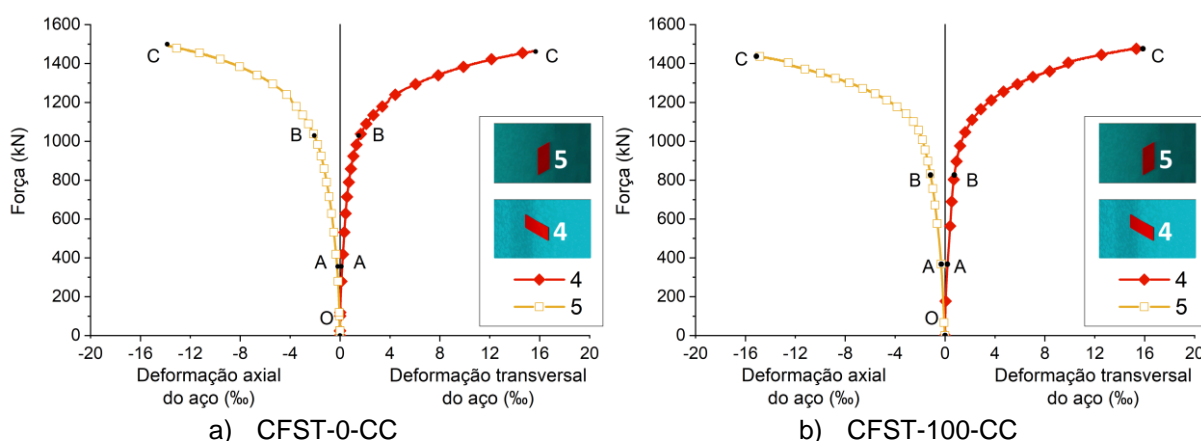 1600
1400
1200
1000
800
600
400
200
0
Força (kN)
C
C
B
B
A
A
O
5
4
4
5
-20 -16 -12 -8 -4 0 4 8 12 16 20
Deformação axial do aço (‰)
Deformação transversal do aço (‰)
a) CFST-0-CC
1600
1400
1200
1000
800
600
400
200
0
Força (kN)
C
C
B
B
A
A
O
5
4
4
5
-20 -16 -12 -8 -4 0 4 8 12 16 20
Deformação axial do aço (‰)
Deformação transversal do aço (‰)
b) CFST-100-CC